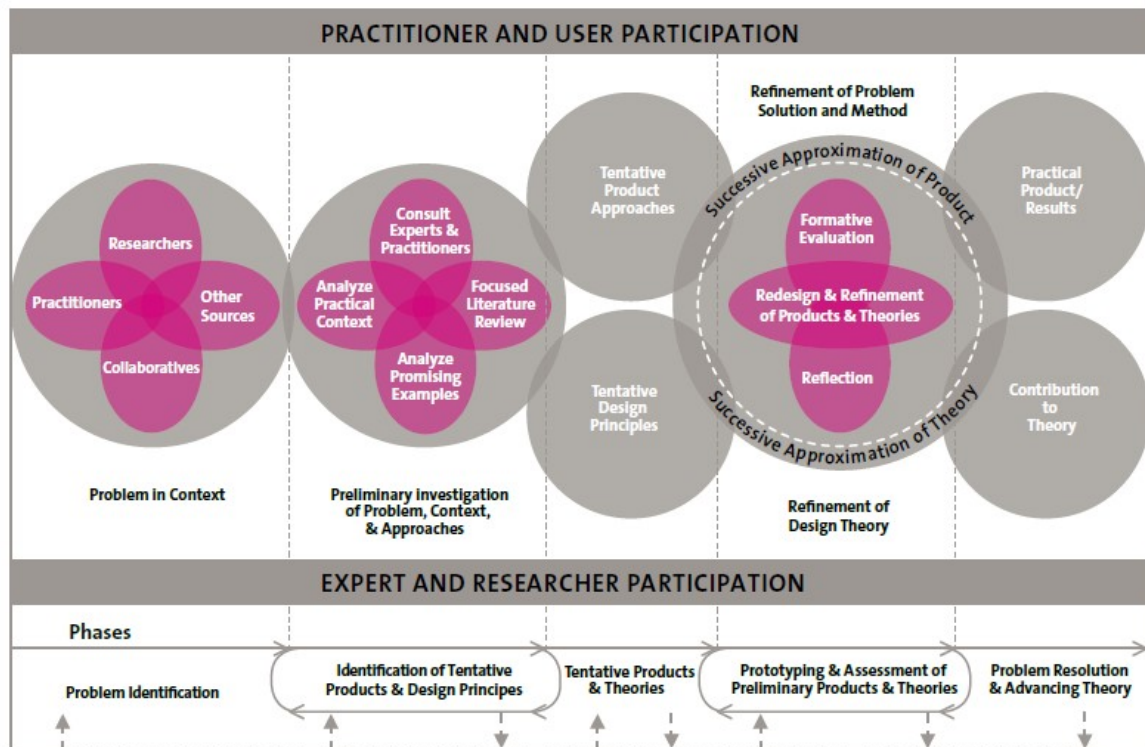 PRACTITIONER AND USER PARTICIPATION
Researchers
Practitioners
Other
Sources
Collaboratives
Problem in Context
Consult
Experts &
Practitioners
Analyze
Practical
Context
Focused
Literature
Review
Analyze
Promising
Examples
Preliminary investigation
of Problem, Context,
& Approaches
Tentative
Product
Approaches
Tentative
Design
Principles
Refinement of Problem
Solution and Method
Successive Approximation of Product
Formative
Evaluation
Redesign & Refinement
of Products & Theories
Reflection
Successive Approximation of Theory
Refinement of
Design Theory
Practical
Product/
Results
Contribution
to
Theory
EXPERT AND RESEARCHER PARTICIPATION
Phases
Problem Identification
Identification of Tentative
Products & Design Principes
Tentative Products
& Theories
Prototyping & Assessment of
Preliminary Products & Theories
Problem Resolution
& Advancing Theory